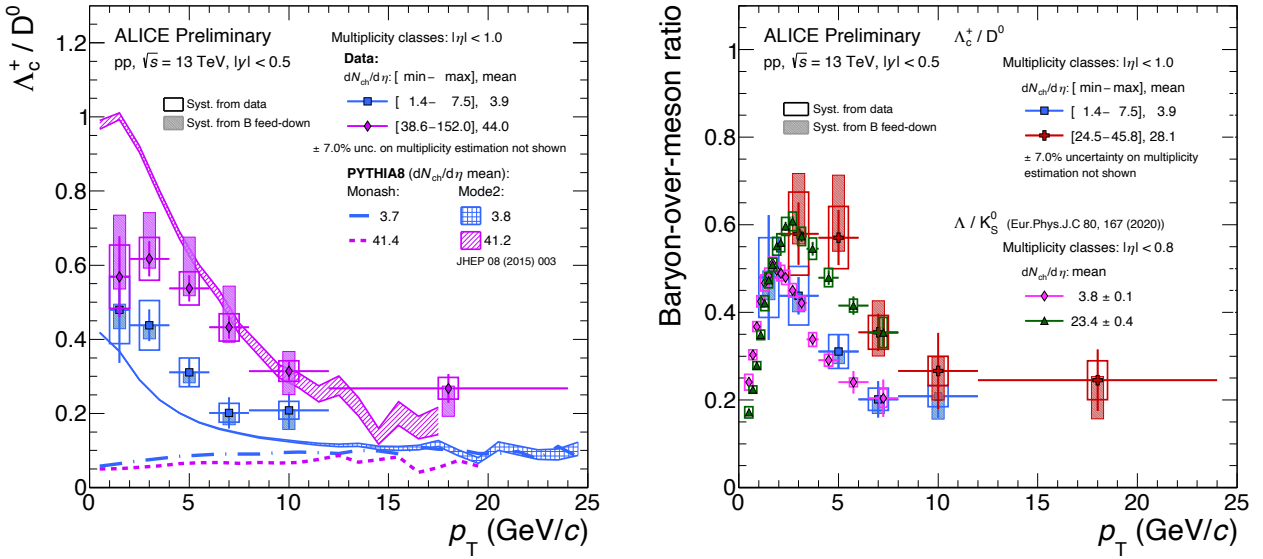 Λc+ / D0
ALICE Preliminary
pp, √s = 13 TeV, |y| < 0.5
Multiplicity classes: |η| < 1.0
Data:
dNch/dη: [ min− max], mean
[ 1.4− 7.5], 3.9
[38.6−152.0], 44.0
± 7.0% unc. on multiplicity estimation not shown
Syst. from data
Syst. from B feed-down
PYTHIA8 (dNch/dη mean):
Monash: Mode2:
3.7 3.8
41.4 41.2
JHEP 08 (2015) 003
1.2
1
0.8
0.6
0.4
0.2
0
0 5 10 15 20 25
pT (GeV/c)
Baryon-over-meson ratio
ALICE Preliminary
pp, √s = 13 TeV, |y| < 0.5
Λc+ / D0
Multiplicity classes: |η| < 1.0
dNch/dη: [ min−max], mean
[ 1.4− 7.5], 3.9
[24.5−45.8], 28.1
± 7.0% uncertainty on multiplicity
estimation not shown
Syst. from data
Syst. from B feed-down
Λ / K0S (Eur.Phys.J.C 80, 167 (2020))
Multiplicity classes: |η| < 0.8
dNch/dη: mean
3.8 ± 0.1
23.4 ± 0.4
1
0.8
0.6
0.4
0.2
0
0 5 10 15 20 25
pT (GeV/c)